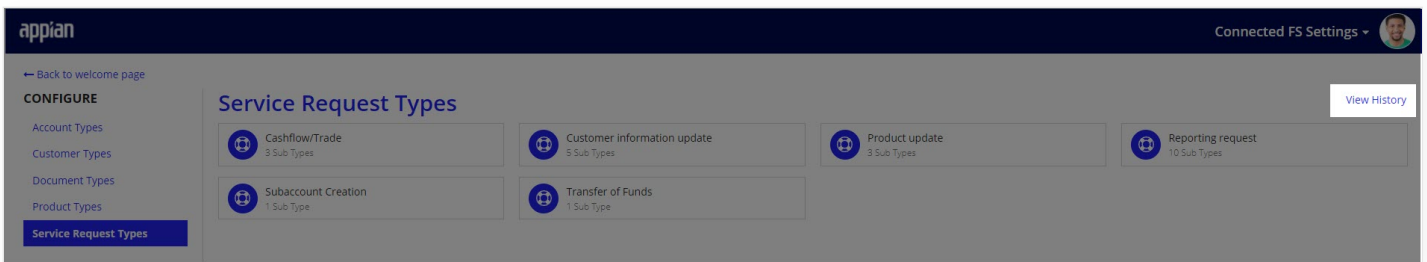 appian
Connected FS Settings
← Back to welcome page
CONFIGURE
Account Types
Customer Types
Document Types
Product Types
Service Request Types
Service Request Types
View History
Cashflow/Trade
3 Sub Types
Customer information update
5 Sub Types
Product update
3 Sub Types
Reporting request
10 Sub Types
Subaccount Creation
1 Sub Type
Transfer of Funds
1 Sub Type